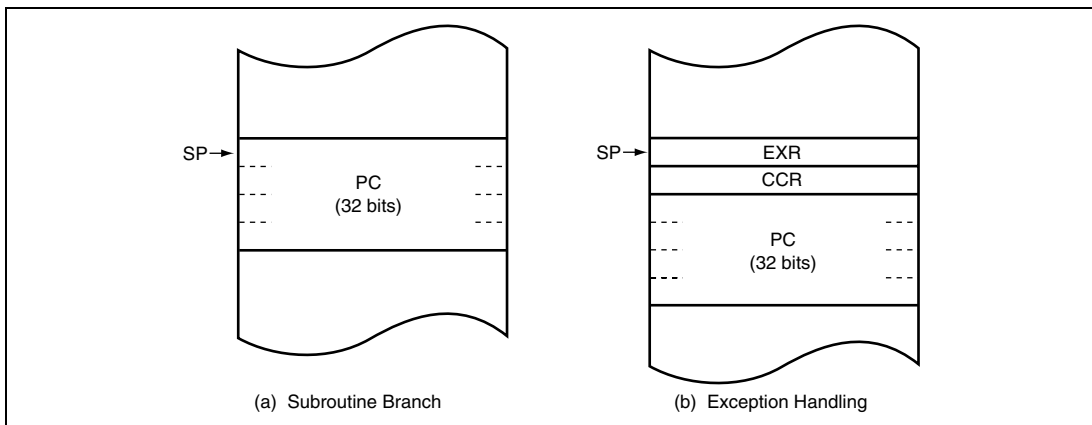 SP
PC
(32 bits)
(a) Subroutine Branch
SP
EXR
CCR
PC
(32 bits)
(b) Exception Handling